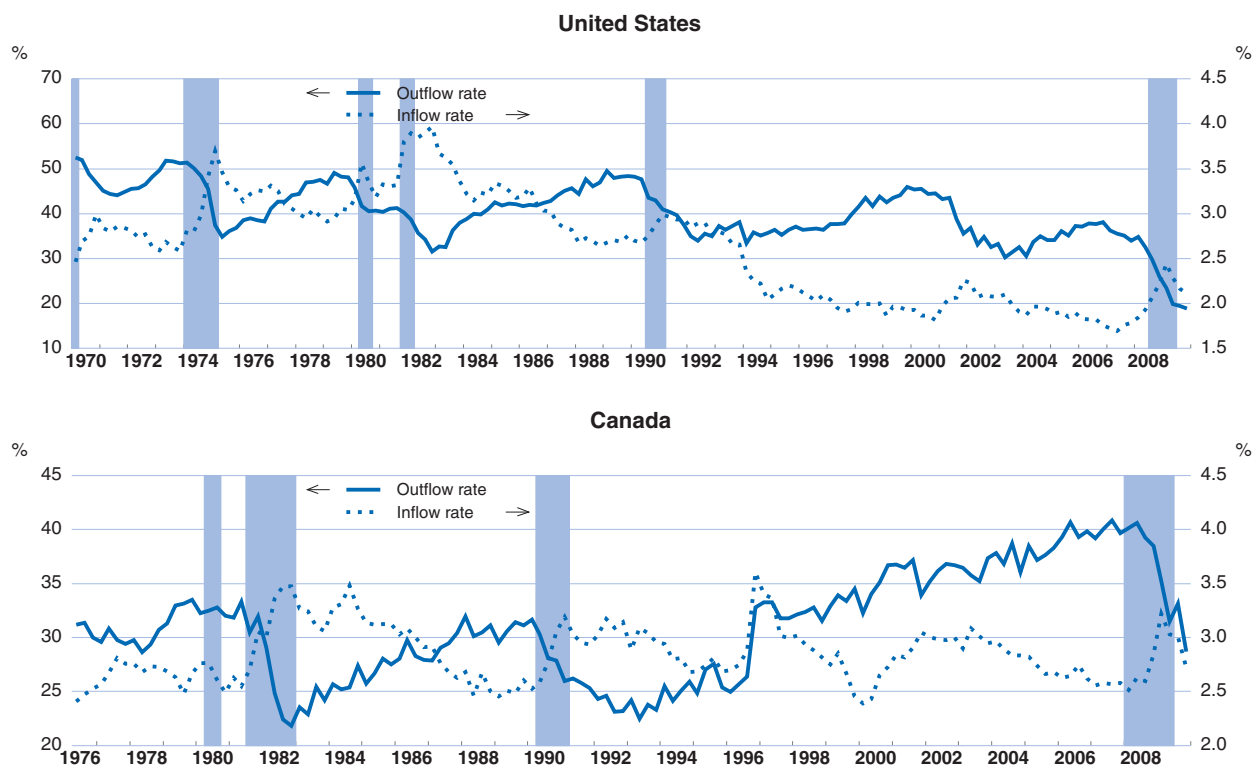 United States
% %
70 4.5
← Outflow rate
Inflow rate →
60 4.0
50 3.5
40 3.0
30 2.5
20 2.0
10 1.5
1970 1972 1974 1976 1978 1980 1982 1984 1986 1988 1990 1992 1994 1996 1998 2000 2002 2004 2006 2008
Canada
% %
45 4.5
← Outflow rate
Inflow rate →
40 4.0
35 3.5
30 3.0
25 2.5
20 2.0
1976 1978 1980 1982 1984 1986 1988 1990 1992 1994 1996 1998 2000 2002 2004 2006 2008